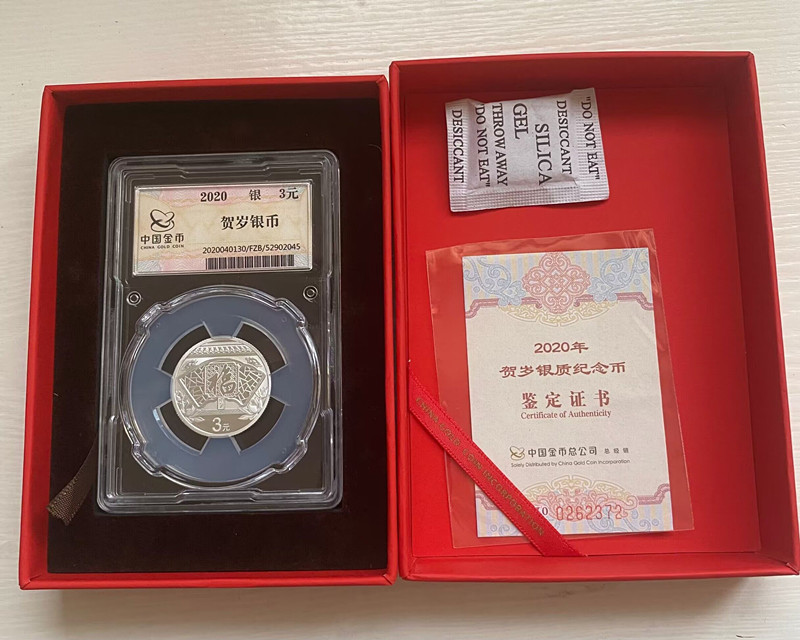 2020 银 3元
中国金币
CHINA GOLD COIN
贺岁银币
2020040130/FZB/52902045
福
3元
"DO NOT EAT"
DESICCANT
SILICA
GEL
THROW AWAY
"DO NOT EAT"
DESICCANT
2020年
贺岁银质纪念币
鉴定证书
Certificate of Authenticity
中国金币总公司 总经销
Solely Distributed by China Gold Coin Incorporation
0262372
COIN INCORPORATION